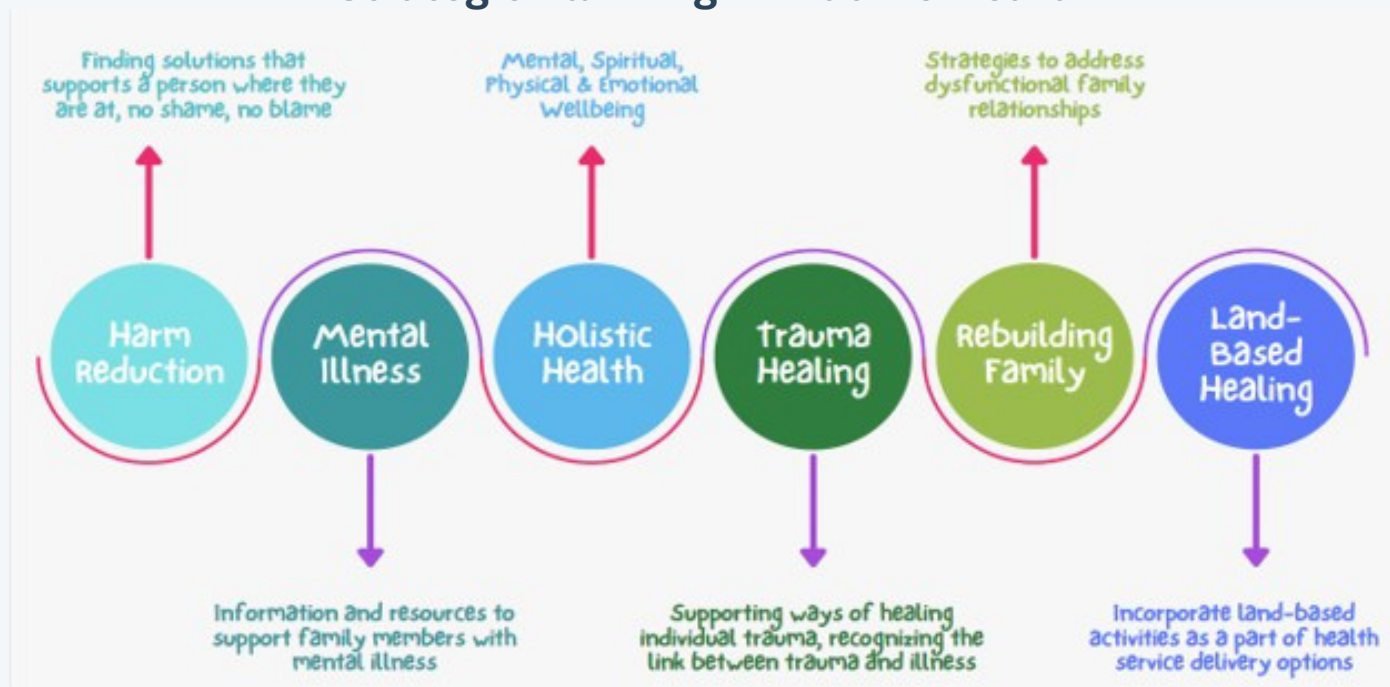 Finding solutions that
supports a person where they
are at, no shame, no blame
Mental, Spiritual,
Physical & Emotional
Wellbeing
Strategies to address
dysfunctional family
relationships
Harm
Reduction
Mental
Illness
Holistic
Health
Trauma
Healing
Rebuilding
Family
Land-
Based
Healing
Information and resources to
support family members with
mental illness
Supporting ways of healing
individual trauma, recognizing the
link between trauma and illness
Incorporate land-based
activities as a part of health
service delivery options